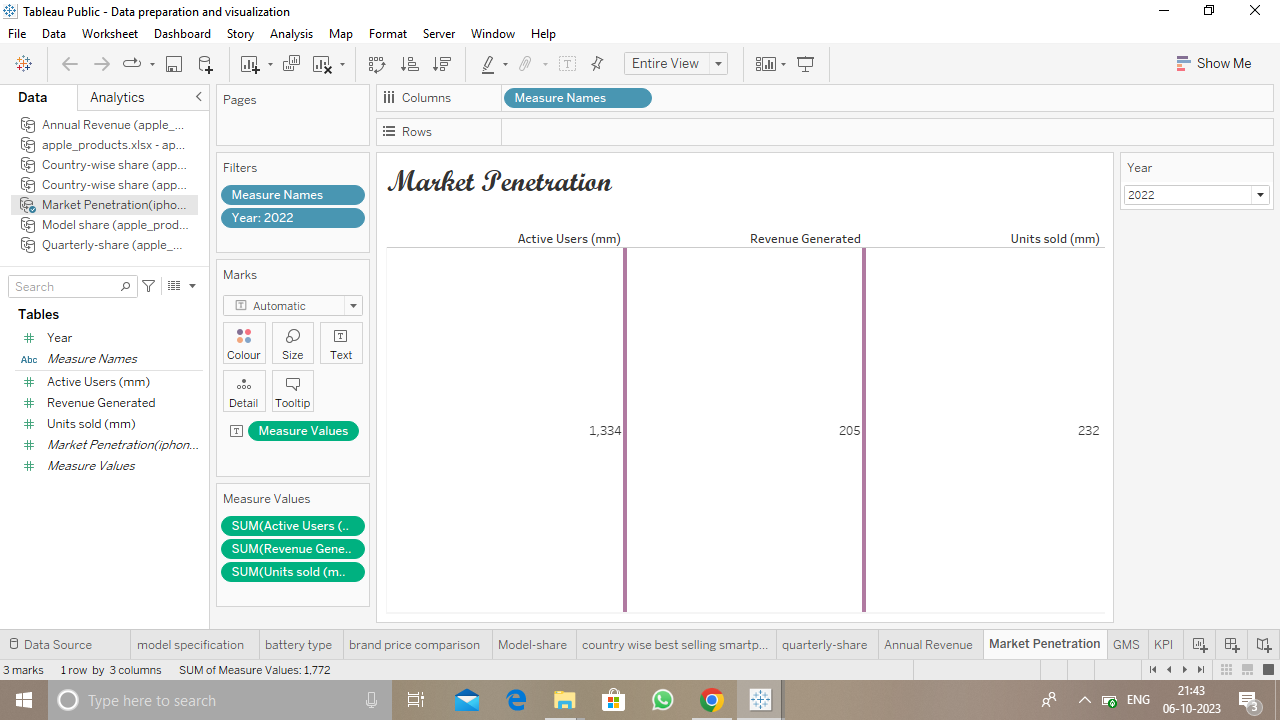 Tableau Public - Data preparation and visualization
File Data Worksheet Dashboard Story Analysis Map Format Server Window Help
Entire View
Show Me
Data Analytics
Annual Revenue (apple_...
apple_products.xlsx - ap...
Country-wise share (app...
Country-wise share (app...
Market Penetration(ipho...
Model share (apple_prod...
Quarterly-share (apple_...
Search
Tables
Year
Abc Measure Names
Active Users (mm)
Revenue Generated
Units sold (mm)
Market Penetration(iphon...
Measure Values
Pages
Filters
Measure Names
Year: 2022
Marks
Automatic
Colour Size Text
Detail Tooltip
Measure Values
Measure Values
SUM(Active Users (..
SUM(Revenue Gene..
SUM(Units sold (m..
Columns Measure Names
Rows
Market Penetration
Active Users (mm) Revenue Generated Units sold (mm)
1,334 205 232
Year
2022
Data Source model specification battery type brand price comparison Model-share country wise best selling smartp... quarterly-share Annual Revenue Market Penetration GMS KPI
3 marks 1 row by 3 columns SUM of Measure Values: 1,772
Type here to search
ENG
21:43
06-10-2023
3